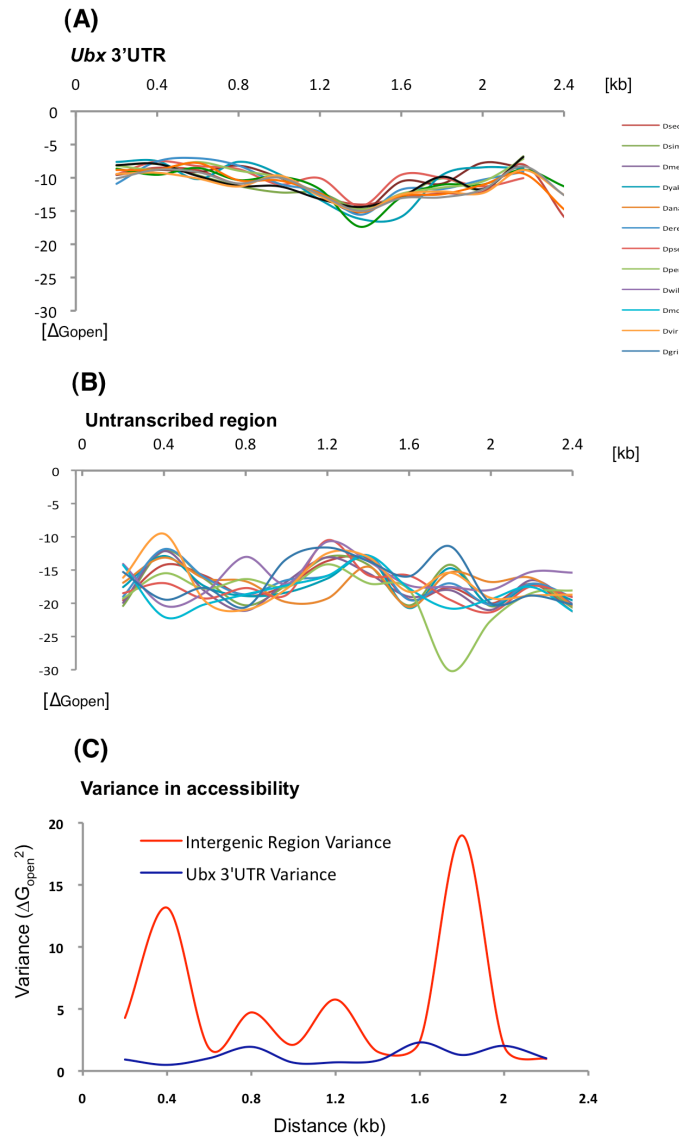 (A)
Ubx 3'UTR
0 0.4 0.8 1.2 1.6 2 2.4 [kb]
0
-5
-10
-15
-20
-25
-30
[ΔGopen]
Dsec
Dsim
Dme
Dyak
Dana
Dere
Dpse
Dper
Dwil
Dmo
Dvir
Dgri
(B)
Untranscribed region
0 0.4 0.8 1.2 1.6 2 2.4 [kb]
0
-5
-10
-15
-20
-25
-30
[ΔGopen]
(C)
Variance in accessibility
20
15
10
5
0
Variance (ΔGopen²)
Intergenic Region Variance
Ubx 3'UTR Variance
0 0.4 0.8 1.2 1.6 2 2.4
Distance (kb)